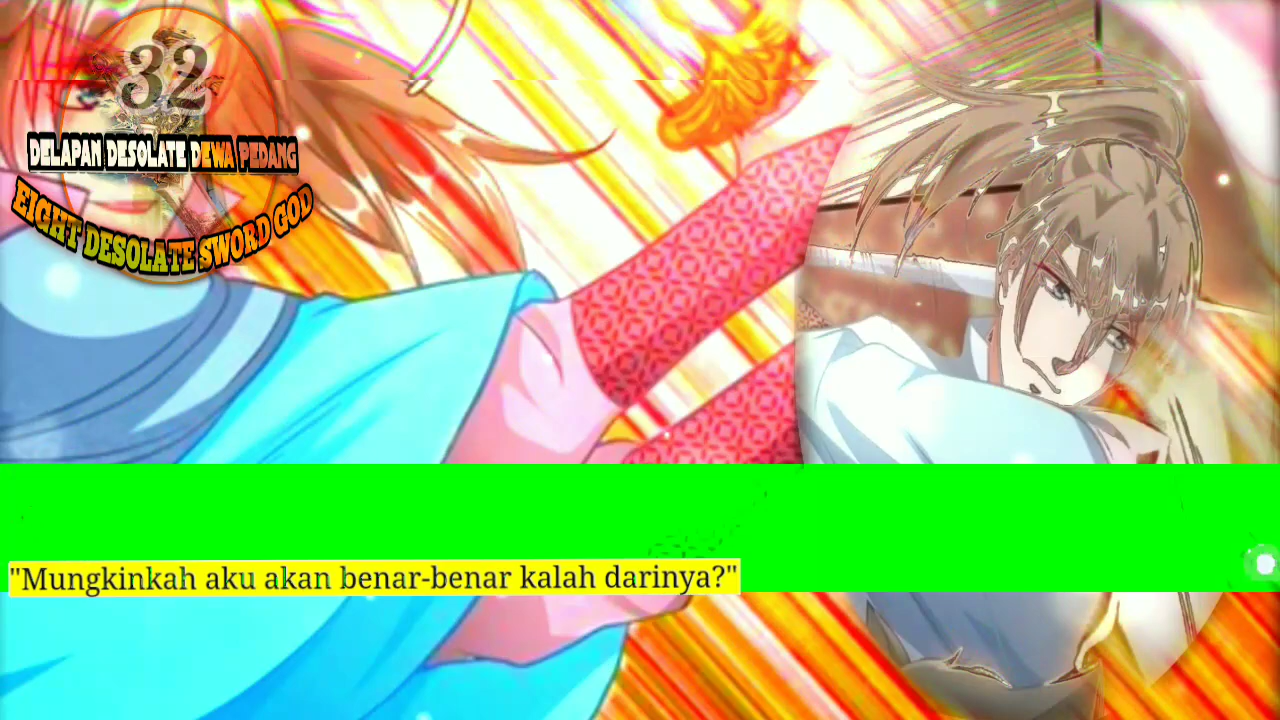 32
DELAPAN DESOLATE DEWA PEDANG
EIGHT DESOLATE SWORD GOD
"Mungkinkah aku akan benar-benar kalah darinya?"